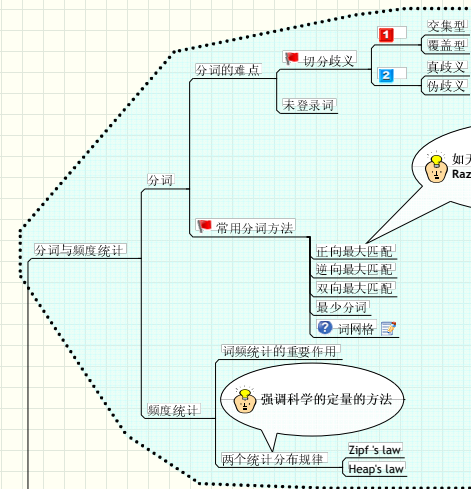 交集型
1
覆盖型
切分歧义
分词的难点
真歧义
2
伪歧义
未登录词
如
Raz
分词
常用分词方法
分词与频度统计
正向最大匹配
逆向最大匹配
双向最大匹配
最少分词
? 词网格
词频统计的重要作用
强调科学的定量的方法
频度统计
两个统计分布规律
Zipf 's law
Heap's law